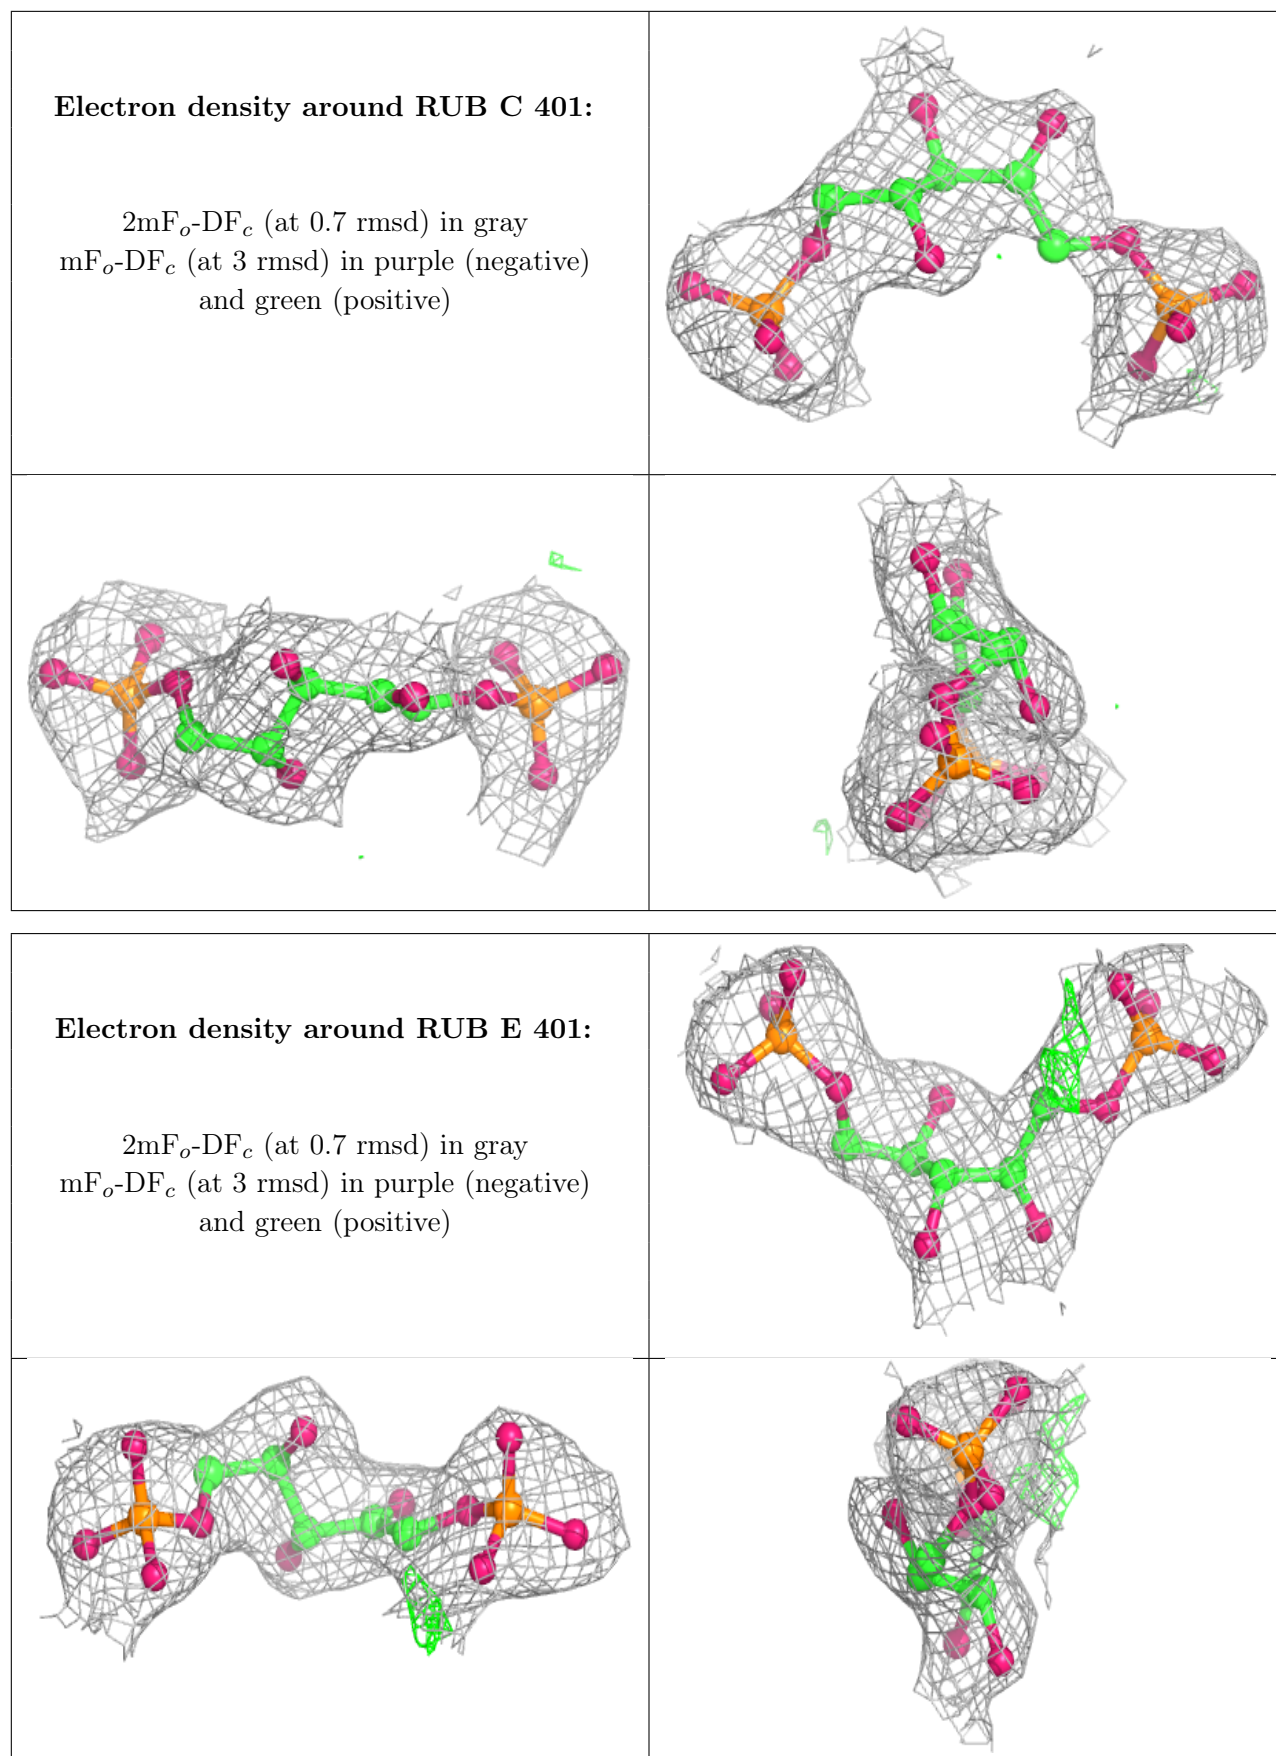 Electron density around RUB C 401:
2mFₒ-DF𝒸 (at 0.7 rmsd) in gray
mFₒ-DF𝒸 (at 3 rmsd) in purple (negative)
and green (positive)
Electron density around RUB E 401:
2mFₒ-DF𝒸 (at 0.7 rmsd) in gray
mFₒ-DF𝒸 (at 3 rmsd) in purple (negative)
and green (positive)